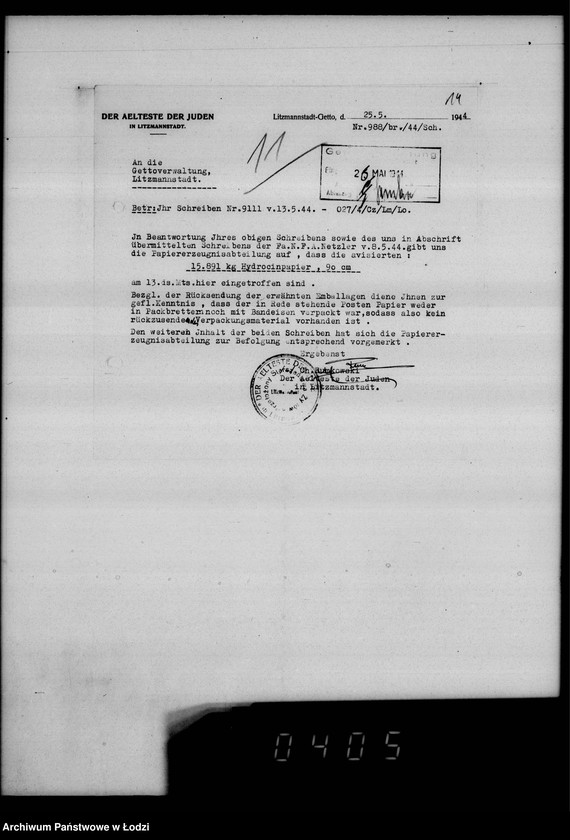 14
DER AELTESTE DER JUDEN
IN LITZMANNSTADT.
Litzmannstadt-Getto, d. 25.5. 1944
Nr.988/br./44/Sch.
11
26 MAI 1944
An die
Gettoverwaltung,
Litzmannstadt.
Betr: Jhr Schreiben Nr.9111 v.13.5.44. - 027/4/Cz/Lm/Lo.
Jn Beantwortung Jhres obigen Schreibens sowie des uns in Abschrift
übermittelten Schreibens der Fa.N.F.A.Netzler v.8.5.44.gibt uns
die Papiererzeugnisabteilung auf , dass die avisierten :
15.891 kg Hydrocinpapier , 90 cm
am 13.ds.Mts.hier eingetroffen sind .
Bezgl. der Rücksendung der erwähnten Emballagen diene Jhnen zur
gefl.Kenntnis , dass der in Rede stehende Posten Papier weder
in Packbrettern noch mit Bandeisen verpackt war,sodass also kein
rückzusendendes Verpackungsmaterial vorhanden ist .
Den weiteren Jnhalt der beiden Schreiben hat sich die Papierer-
zeugnisabteilung zur Befolgung entsprechend vorgemerkt .
Ergebenst
Ch.Rumkowski
Der Aelteste der Juden
in Litzmannstadt.
0405
Archiwum Państwowe w Łodzi